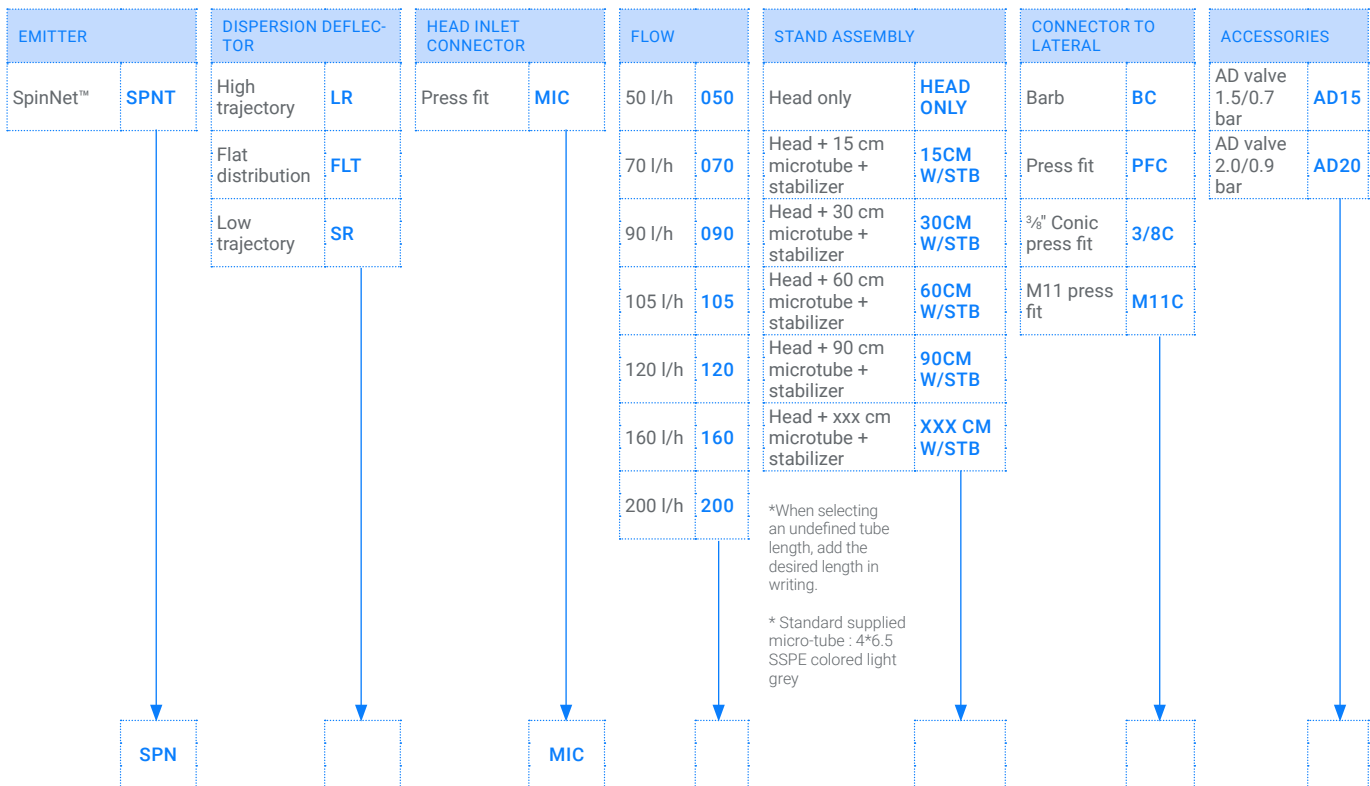 EMITTER
SpinNet™ SPNT
SPN
DISPERSION DEFLEC-
TOR
High
trajectory
LR
Flat
distribution
FLT
Low
trajectory
SR
HEAD INLET
CONNECTOR
Press fit MIC
MIC
FLOW
50 l/h 050
70 l/h 070
90 l/h 090
105 l/h 105
120 l/h 120
160 l/h 160
200 l/h 200
STAND ASSEMBLY
Head only
HEAD
ONLY
Head + 15 cm
microtube +
stabilizer
15CM
W/STB
Head + 30 cm
microtube +
stabilizer
30CM
W/STB
Head + 60 cm
microtube +
stabilizer
60CM
W/STB
Head + 90 cm
microtube +
stabilizer
90CM
W/STB
Head + xxx cm
microtube +
stabilizer
XXX CM
W/STB
*When selecting
an undefined tube
length, add the
desired length in
writing.
* Standard supplied
micro-tube : 4*6.5
SSPE colored light
grey
CONNECTOR TO
LATERAL
Barb BC
Press fit PFC
³⁄₈" Conic
press fit
3/8C
M11 press
fit
M11C
ACCESSORIES
AD valve
1.5/0.7
bar
AD15
AD valve
2.0/0.9
bar
AD20